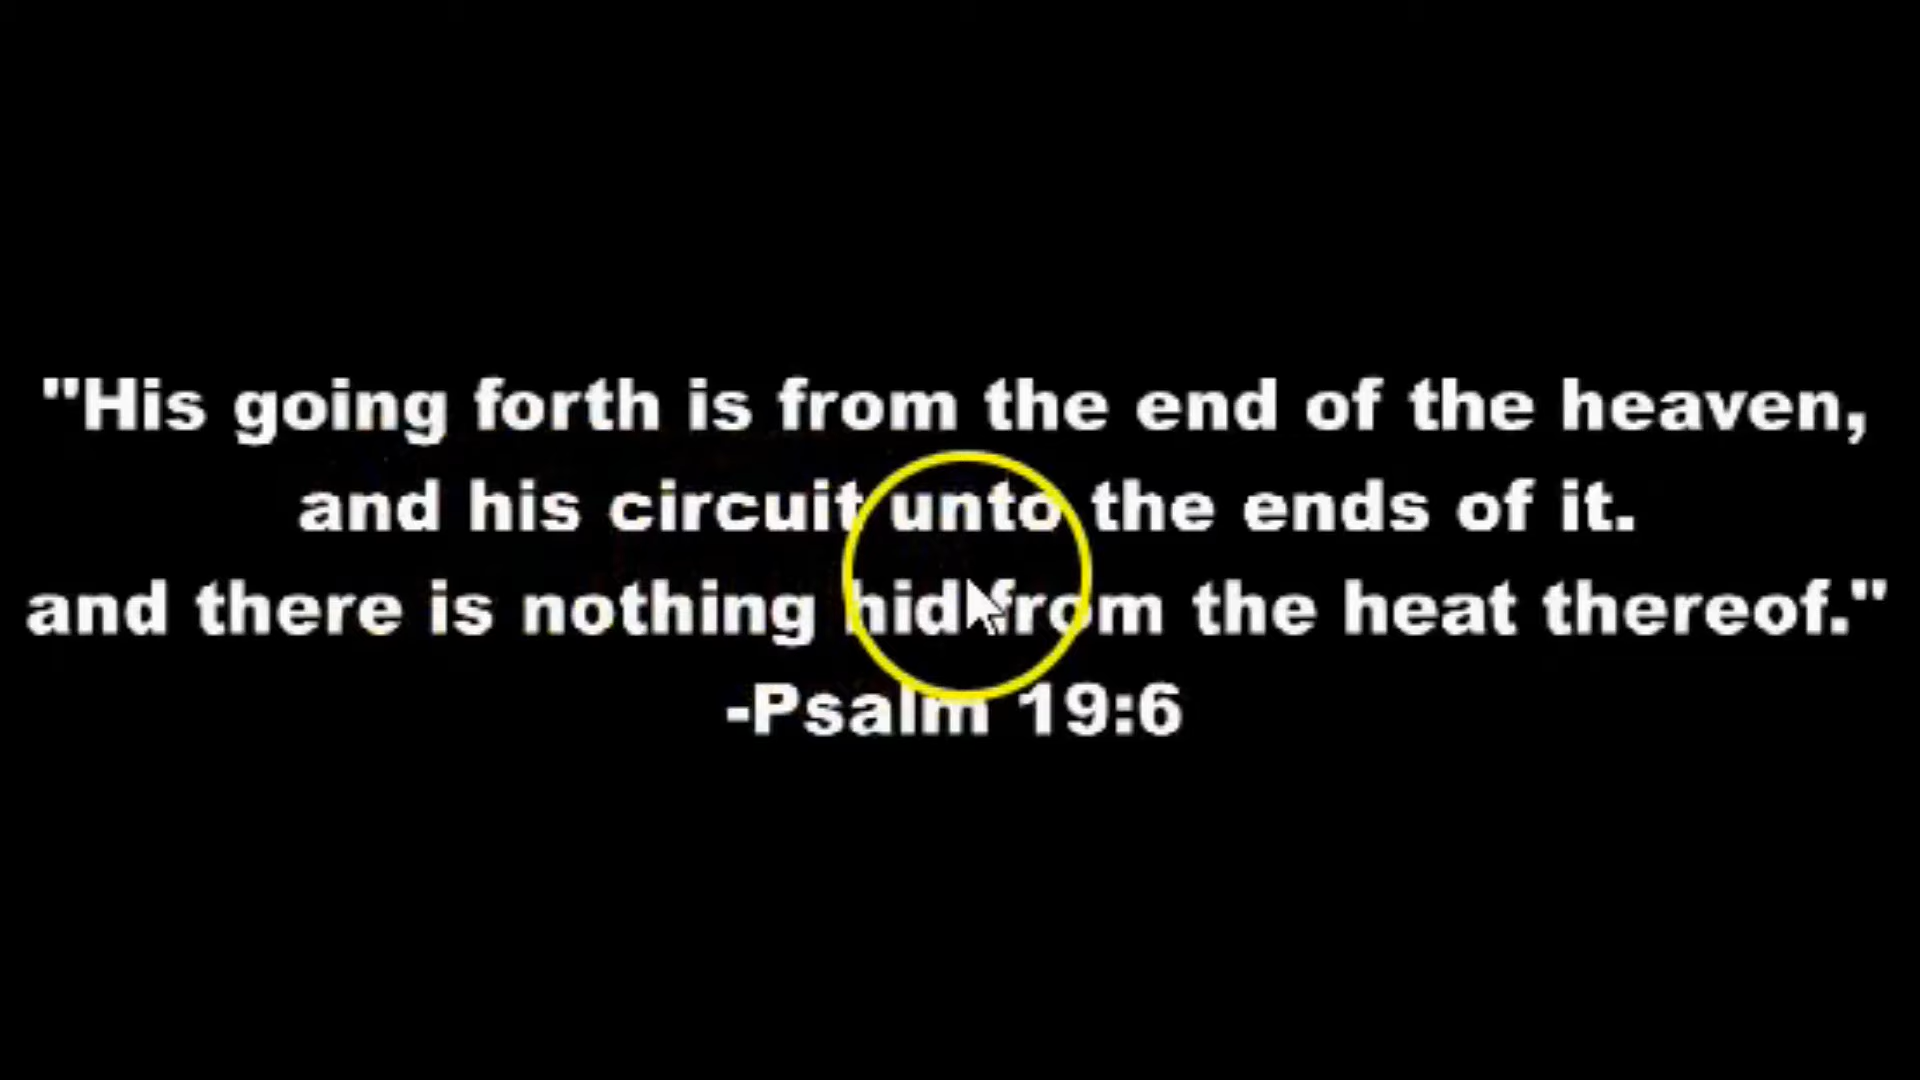 "His going forth is from the end of the heaven,
and his circuit unto the ends of it.
and there is nothing hid from the heat thereof."
-Psalm 19:6